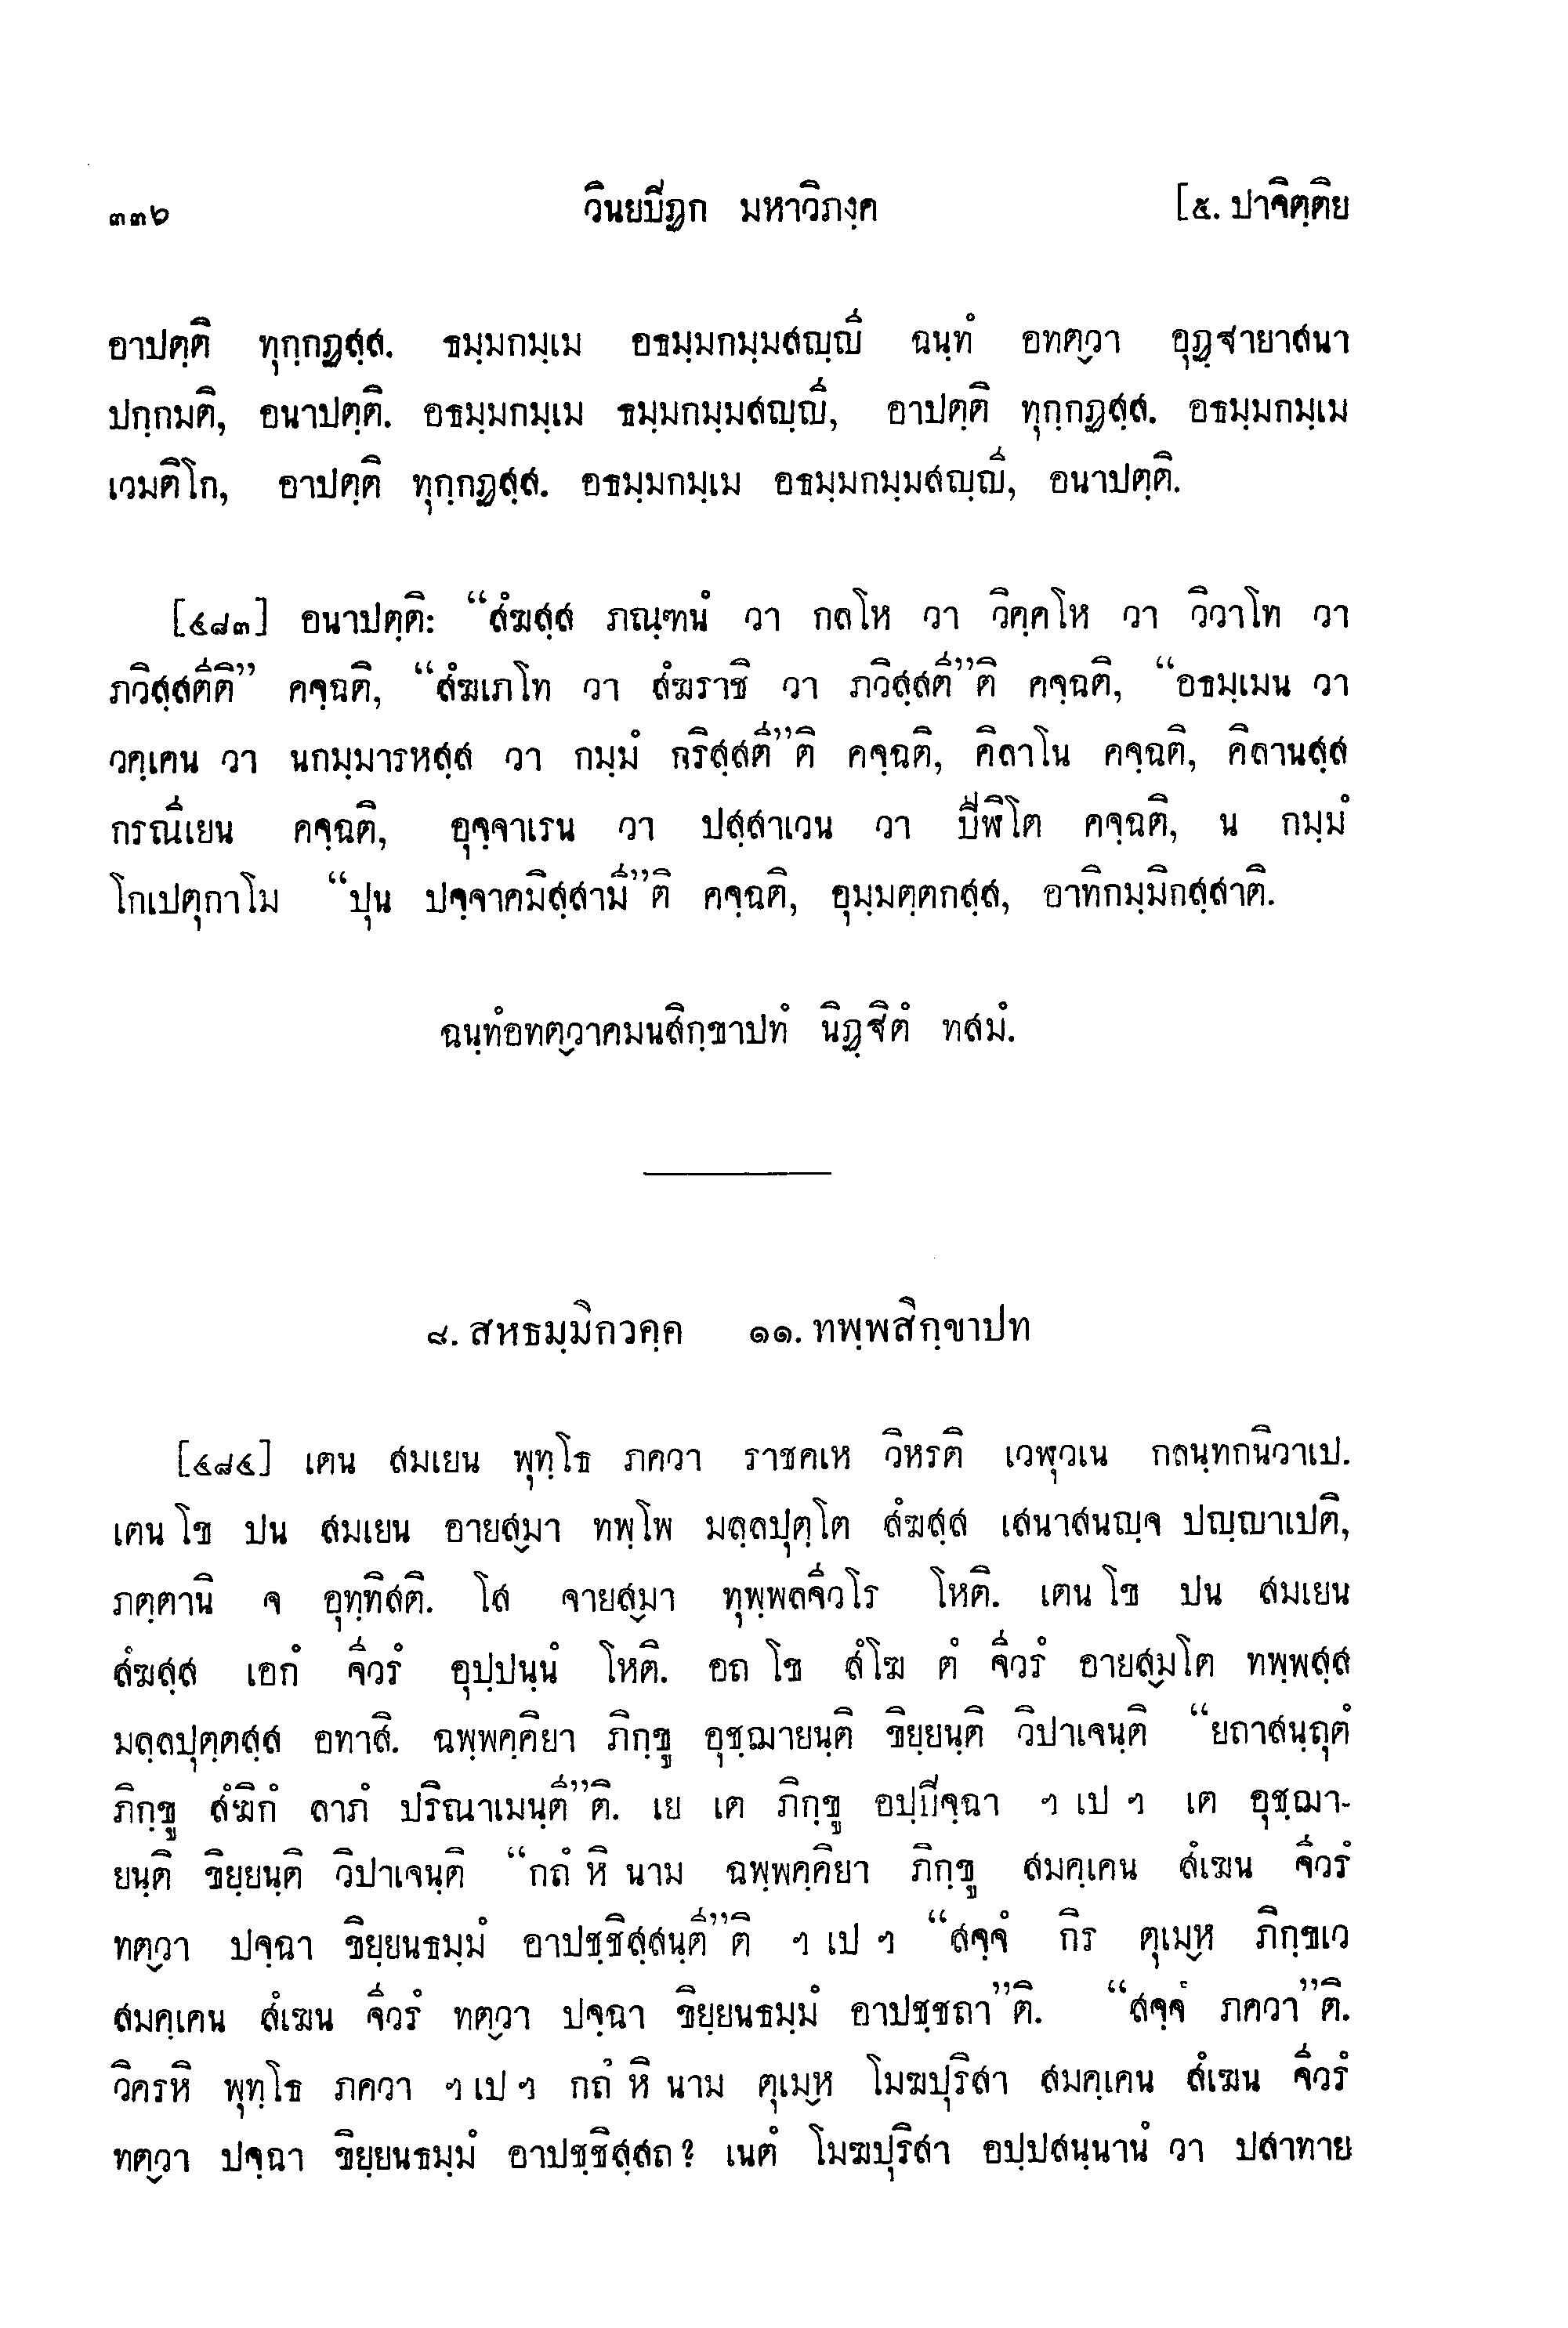 ๓๓๖ วินยปีฏก มหาวิภงฺค [๕. ปาจิตฺติย
อาปตฺติ ทุกฺกฏสฺส. ธมฺมกมฺเม อธมฺมกมฺมสญฺญี ฉนฺทํ อทตฺวา อุฏฺฐายาสนา
ปกฺกมติ, อนาปตฺติ. อธมฺมกมฺเม ธมฺมกมฺมสญฺญี, อาปตฺติ ทุกฺกฏสฺส. อธมฺมกมฺเม
เวมติโก, อาปตฺติ ทุกฺกฏสฺส. อธมฺมกมฺเม อธมฺมกมฺมสญฺญี, อนาปตฺติ.
[๔๘๓] อนาปตฺติ: “สํฆสฺส ภณฺฑนํ วา กลโห วา วิคฺคโห วา วิวาโท วา
ภวิสฺสตีติ” คจฺฉติ, “สํฆเภโท วา สํฆราชิ วา ภวิสฺสตี”ติ คจฺฉติ, “อธมฺเมน วา
วคฺเคน วา นกมฺมารหสฺส วา กมฺมํ กริสฺสตี”ติ คจฺฉติ, คิลาโน คจฺฉติ, คิลานสฺส
กรณีเยน คจฺฉติ, อุจฺจาเรน วา ปสฺสาเวน วา ปีฬิโต คจฺฉติ, น กมฺมํ
โกเปตุกาโม “ปุน ปจฺจาคมิสฺสามี”ติ คจฺฉติ, อุมฺมตฺตกสฺส, อาทิกมฺมิกสฺสาติ.
ฉนฺทํอทตฺวาคมนสิกฺขาปทํ นิฏฺฐิตํ ทสมํ.
๘. สหธมฺมิกวคฺค ๑๑. ทพฺพสิกฺขาปท
[๔๘๔] เตน สมเยน พุทฺโธ ภควา ราชคเห วิหรติ เวฬุวเน กลนฺทกนิวาเป.
เตน โข ปน สมเยน อายสฺมา ทพฺโพ มลฺลปุตฺโต สํฆสฺส เสนาสนญฺจ ปญฺญาเปติ,
ภตฺตานิ จ อุทฺทิสติ. โส จายสฺมา ทุพฺพลจีวโร โหติ. เตน โข ปน สมเยน
สํฆสฺส เอกํ จีวรํ อุปฺปนฺนํ โหติ. อถ โข สํโฆ ตํ จีวรํ อายสฺมโต ทพฺพสฺส
มลฺลปุตฺตสฺส อทาสิ. ฉพฺพคฺคิยา ภิกฺขู อุชฺฌายนฺติ ขิยฺยนฺติ วิปาเจนฺติ “ยถาสนฺถุตํ
ภิกฺขู สํฆิกํ ลาภํ ปริณาเมนฺตี”ติ. เย เต ภิกฺขู อปฺปิจฺฉา ฯ เป ฯ เต อุชฺฌา-
ยนฺติ ขิยฺยนฺติ วิปาเจนฺติ “กถํ หิ นาม ฉพฺพคฺคิยา ภิกฺขู สมคฺเคน สํเฆน จีวรํ
ทตฺวา ปจฺฉา ขิยฺยนธมฺมํ อาปชฺชิสฺสนฺตี”ติ ฯ เป ฯ “สจฺจํ กิร ตุเมฺห ภิกฺขเว
สมคฺเคน สํเฆน จีวรํ ทตฺวา ปจฺฉา ขิยฺยนธมฺมํ อาปชฺชถา”ติ. “สจฺจํ ภควา”ติ.
วิครหิ พุทฺโธ ภควา ฯ เป ฯ กถํ หิ นาม ตุเมฺห โมฆปุริสา สมคฺเคน สํเฆน จีวรํ
ทตฺวา ปจฺฉา ขิยฺยนธมฺมํ อาปชฺชิสฺสถ? เนตํ โมฆปุริสา อปฺปสนฺนานํ วา ปสาทาย